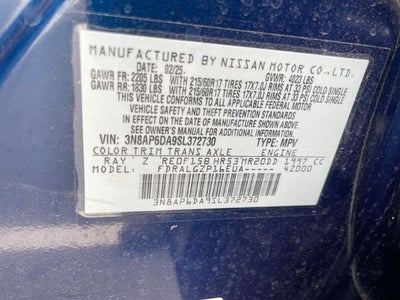 MANUFACTURED BY NISSAN MOTOR CO., LTD.
DATE: 02/25 GVWR: 4023 LBS
GAWR FR: 2205 LBS WITH 215/60R17 TIRES 17X7.0J RIMS AT 33 PSI COLD SINGLE
GAWR RR: 1830 LBS WITH 215/60R17 TIRES 17X7.0J RIMS AT 33 PSI COLD SINGLE
THIS VEHICLE CONFORMS TO ALL APPLICABLE FEDERAL MOTOR
VEHICLE SAFETY AND THEFT PREVENTION STANDARDS IN EFFECT
ON THE DATE OF MANUFACTURE SHOWN ABOVE.
SEE OWNER'S MANUAL FOR ADDITIONAL INFORMATION
VIN: 3N8AP6DA9SL372730 TYPE: MPV
COLOR TRIM TRANS AXLE ENGINE
RAY Z RE0F15B HR53 MR20DD 1997 CC
MODEL FDRALGZP16EUA----- 4Z000
3N8AP6DA9SL372730